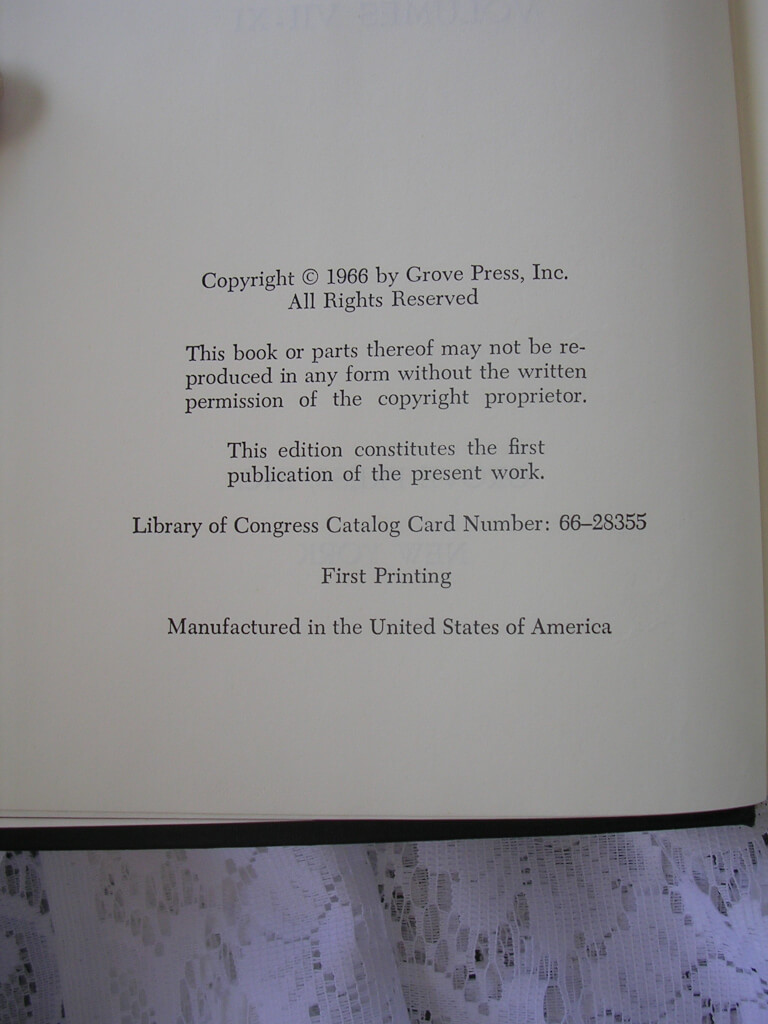 Copyright © 1966 by Grove Press, Inc.
All Rights Reserved
This book or parts thereof may not be re-
produced in any form without the written
permission of the copyright proprietor.
This edition constitutes the first
publication of the present work.
Library of Congress Catalog Card Number: 66–28355
First Printing
Manufactured in the United States of America